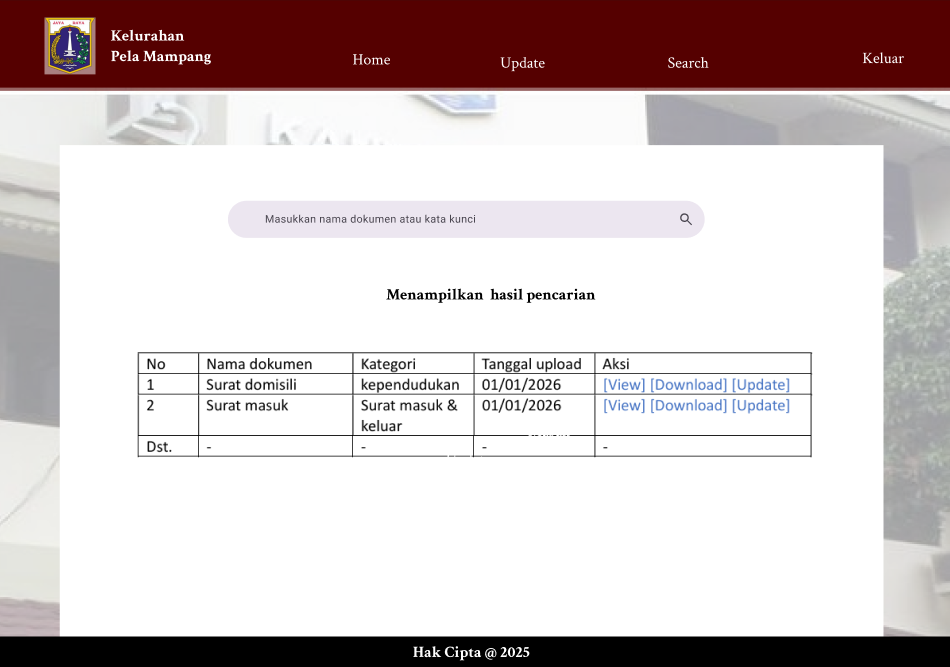 JAYA RAYA
Kelurahan
Pela Mampang
Home
Update
Search
Keluar
Masukkan nama dokumen atau kata kunci
Menampilkan hasil pencarian
No Nama dokumen Kategori Tanggal upload Aksi
1 Surat domisili kependudukan 01/01/2026 [View] [Download] [Update]
2 Surat masuk Surat masuk & 01/01/2026 [View] [Download] [Update]
keluar
Dst. - - - -
Hak Cipta @ 2025